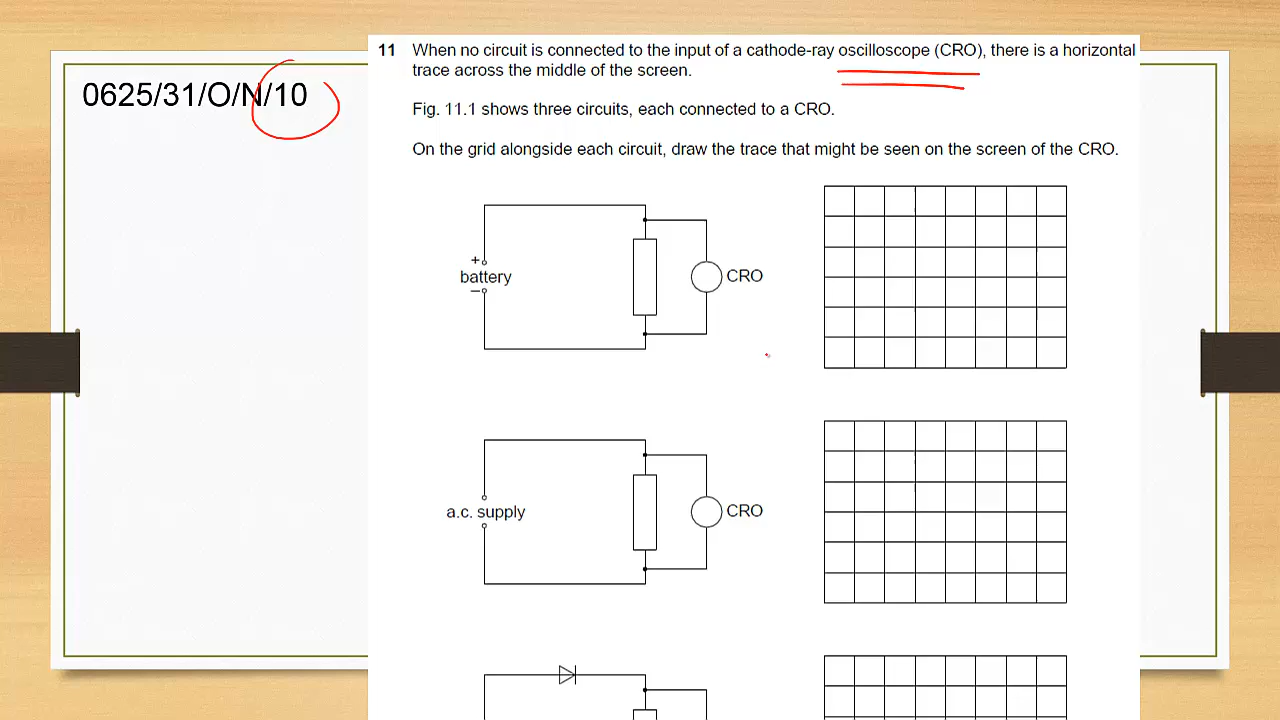 0625/31/O/N/10
11 When no circuit is connected to the input of a cathode-ray oscilloscope (CRO), there is a horizontal
trace across the middle of the screen.
Fig. 11.1 shows three circuits, each connected to a CRO.
On the grid alongside each circuit, draw the trace that might be seen on the screen of the CRO.
+
battery
–
CRO
a.c. supply
CRO